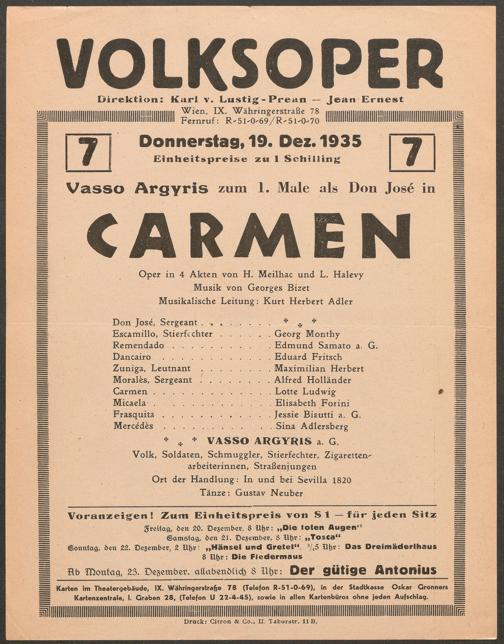 VOLKSOPER
Direktion: Karl v. Lustig-Prean — Jean Ernest
Wien, IX. Währingerstraße 78
Fernruf: R-51-0-69/R-51-0-70
7 Donnerstag, 19. Dez. 1935 7
Einheitspreise zu 1 Schilling
Vasso Argyris zum 1. Male als Don José in
CARMEN
Oper in 4 Akten von H. Meilhac und L. Halevy
Musik von Georges Bizet
Musikalische Leitung: Kurt Herbert Adler
Don José, Sergeant . . . . . . . . * * *
Escamillo, Stierfechter . . . . . . . Georg Monthy
Remendado . . . . . . . . . . . Edmund Samato a. G.
Dancairo . . . . . . . . . . . Eduard Fritsch
Zuniga, Leutnant . . . . . . . . . Maximilian Herbert
Moralès, Sergeant . . . . . . . . . Alfred Holländer
Carmen . . . . . . . . . . . . Lotte Ludwig
Micaela . . . . . . . . . . . . Elisabeth Forini
Frasquita . . . . . . . . . . . Jessie Bizutti a. G.
Mercédès . . . . . . . . . . . Sina Adlersberg
* * * VASSO ARGYRIS a. G.
Volk, Soldaten, Schmuggler, Stierfechter, Zigaretten-
arbeiterinnen, Straßenjungen
Ort der Handlung: In und bei Sevilla 1820
Tänze: Gustav Neuber
Voranzeigen! Zum Einheitspreis von S 1 — für jeden Sitz
Freitag, den 20. Dezember, 8 Uhr: „Die toten Augen"
Samstag, den 21. Dezember, 8 Uhr: „Tosca"
Sonntag, den 22. Dezember, 2 Uhr: „Hänsel und Gretel", ½5 Uhr: Das Dreimäderlhaus
8 Uhr: Die Fledermaus
Ab Montag, 23. Dezember, allabendlich 8 Uhr: Der gütige Antonius
Karten im Theatergebäude, IX. Währingerstraße 78 (Telefon R-51-0-69), in der Stadtkasse Oskar Gronners
Kartenzentrale, I. Graben 28, (Telefon U 22-4-45), sowie in allen Kartenbüros ohne jeden Aufschlag.
Druck: Citron & Co., II. Taborstr. 11 B.